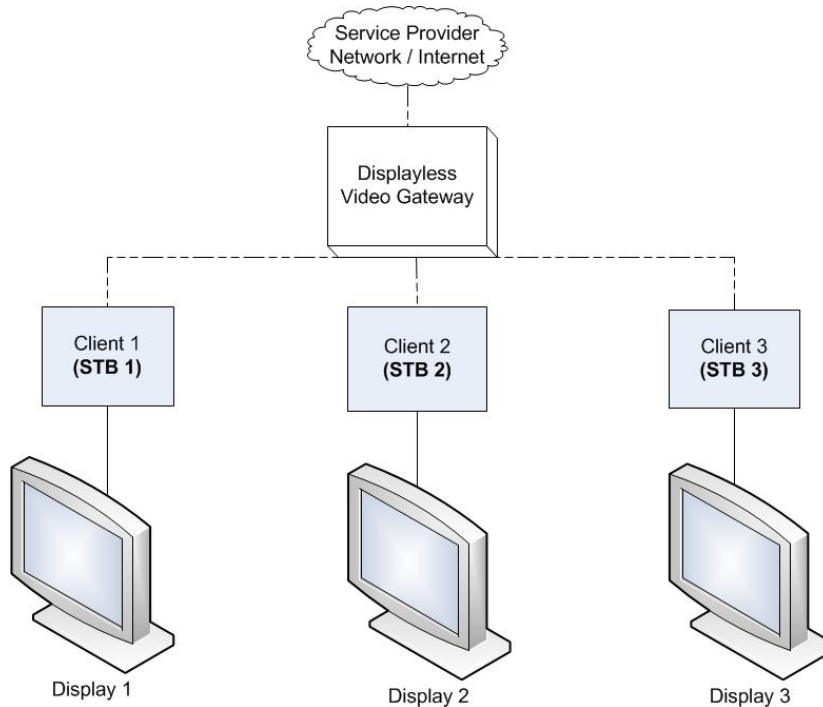 Service Provider
Network / Internet
Displayless
Video Gateway
Client 1
(STB 1)
Client 2
(STB 2)
Client 3
(STB 3)
Display 1
Display 2
Display 3